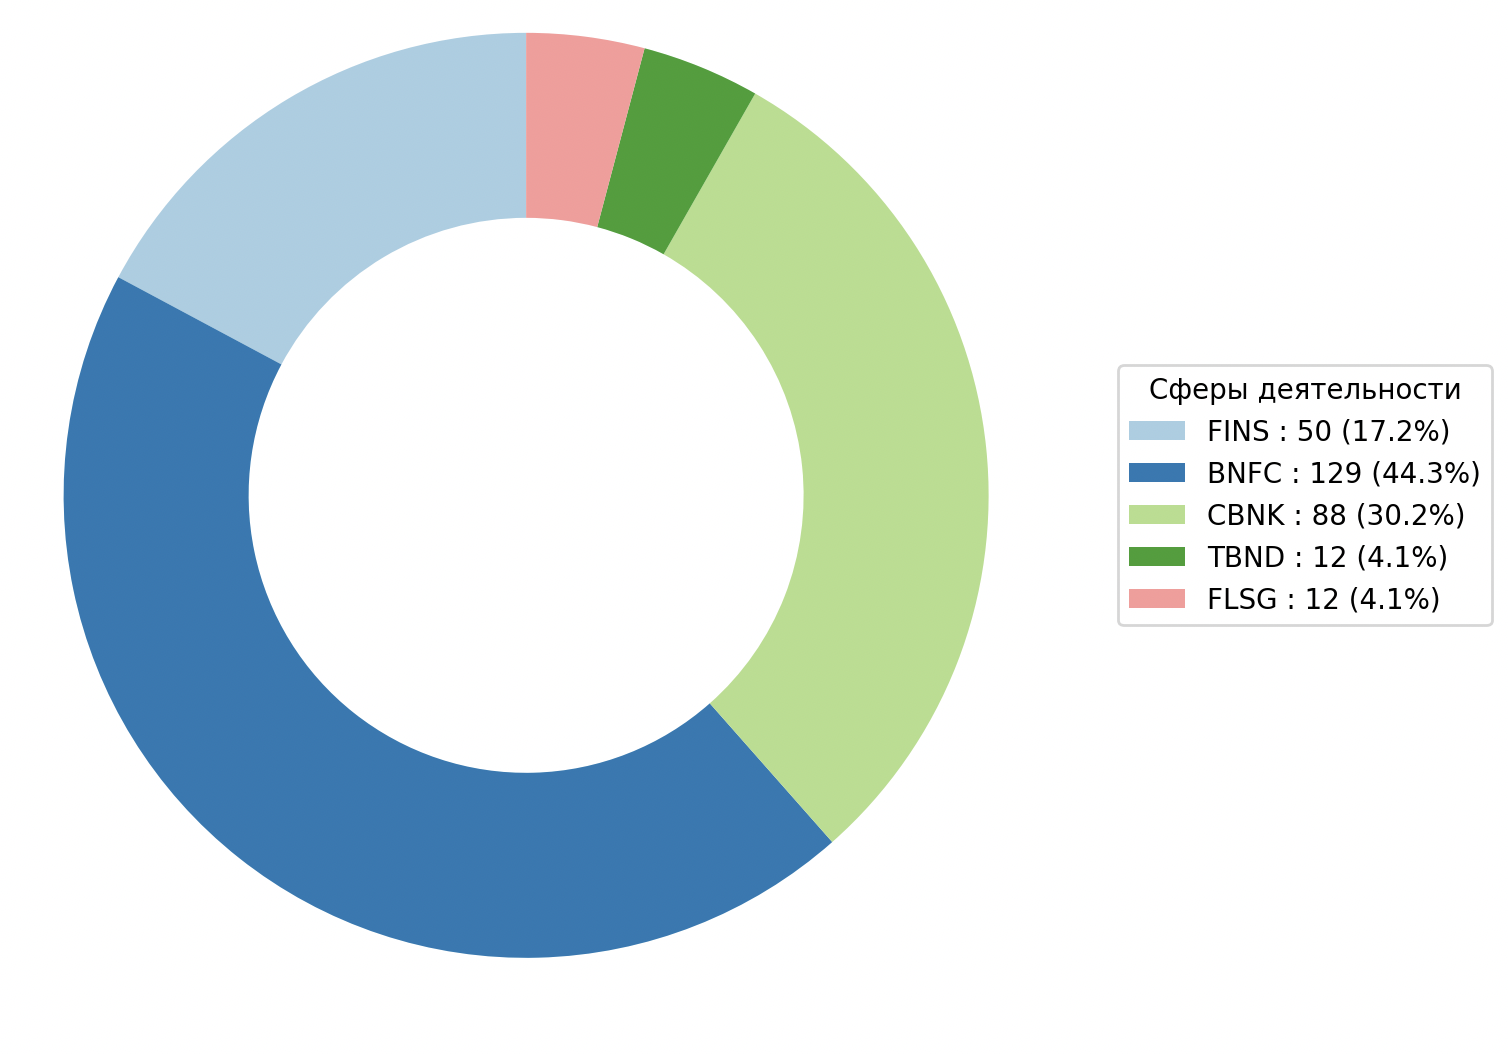 Сферы деятельности
FINS : 50 (17.2%)
BNFC : 129 (44.3%)
CBNK : 88 (30.2%)
TBND : 12 (4.1%)
FLSG : 12 (4.1%)